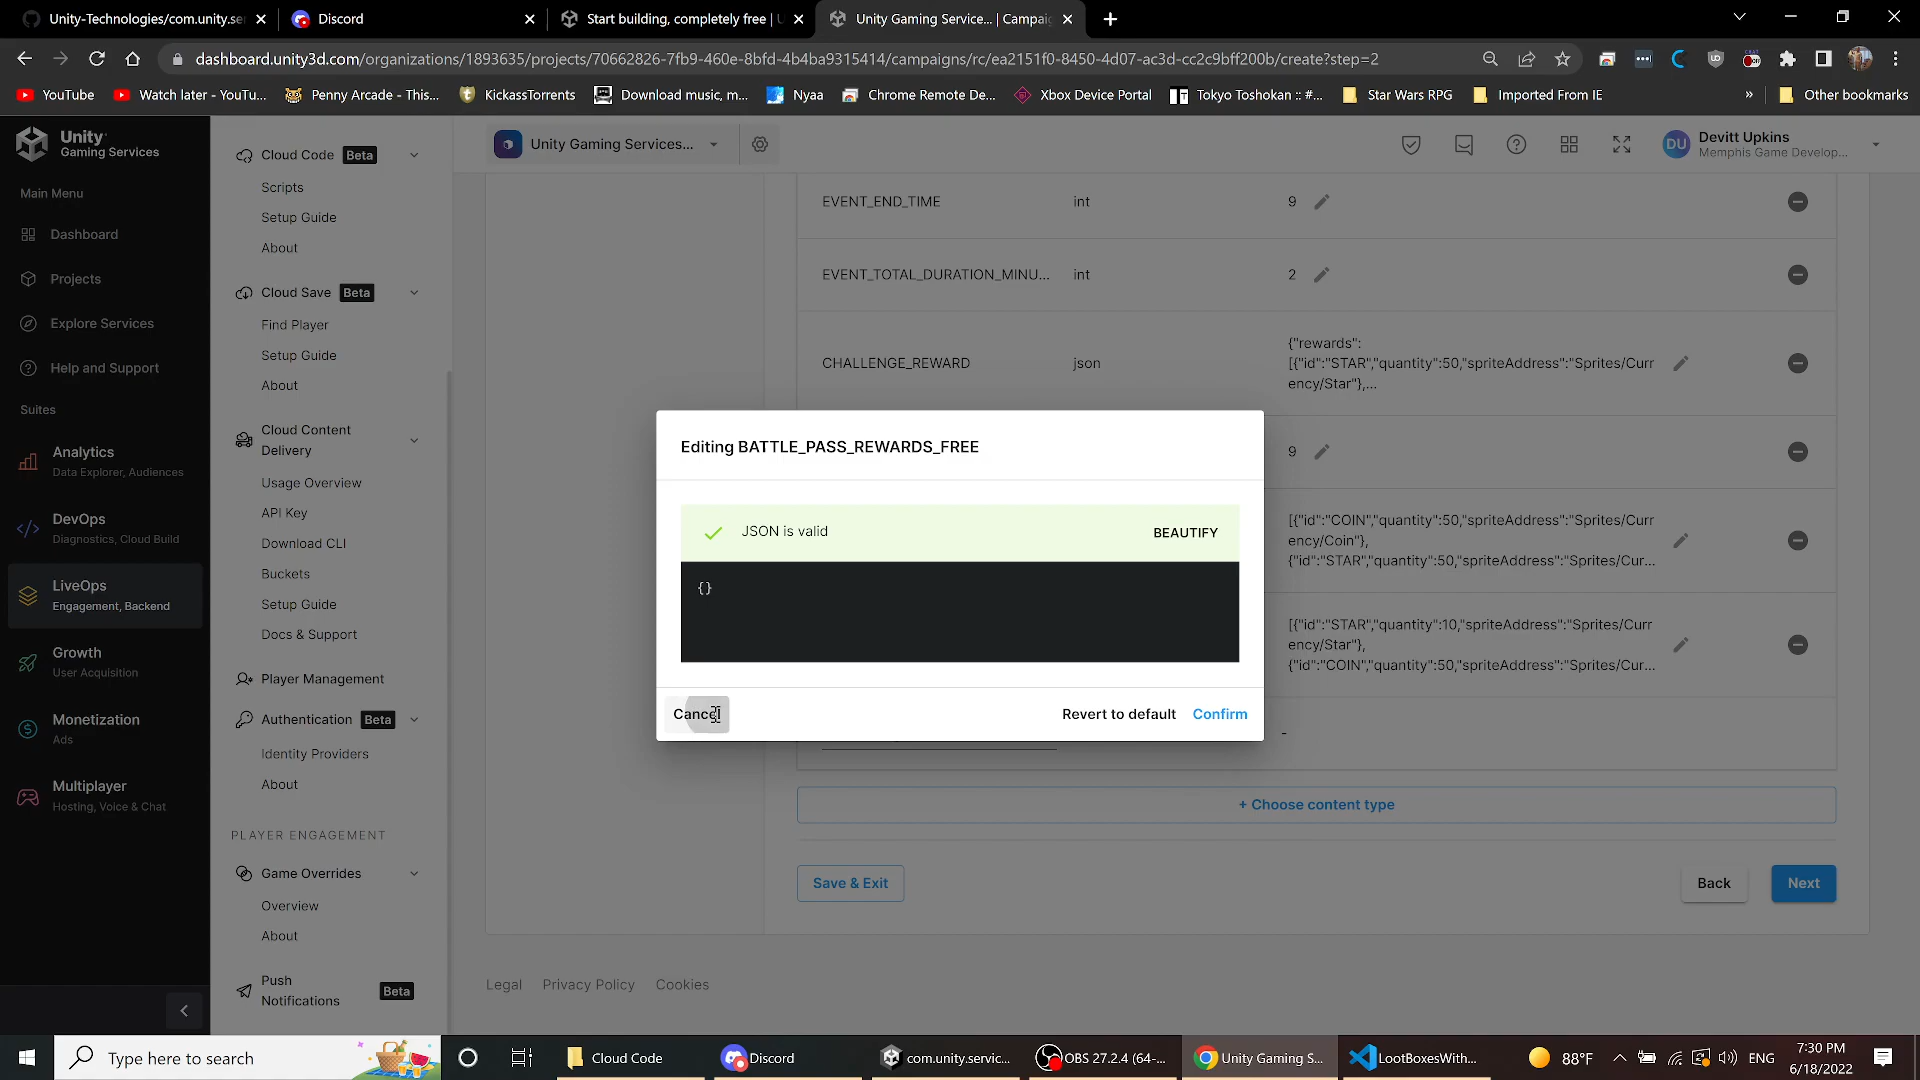 Unity-Technologies/com.unity.se
Discord
Start building, completely free |
Unity Gaming Service... | Campaig
dashboard.unity3d.com/organizations/1893635/projects/70662826-7fb9-460e-8bfd-4b4ba9315414/campaigns/rc/ea2151f0-8450-4d07-ac3d-cc2c9bff200b/create?step=2
YouTube
Watch later - YouTu...
Penny Arcade - This...
KickassTorrents
Download music, m...
Nyaa
Chrome Remote De...
Xbox Device Portal
Tokyo Toshokan :: #...
Star Wars RPG
Imported From IE
»
Other bookmarks
Unity
Gaming Services
Main Menu
Dashboard
Projects
Explore Services
Help and Support
Suites
Analytics
Data Explorer, Audiences
DevOps
Diagnostics, Cloud Build
LiveOps
Engagement, Backend
Growth
User Acquisition
Monetization
Ads
Multiplayer
Hosting, Voice & Chat
Cloud Code Beta
Scripts
Setup Guide
About
Cloud Save Beta
Find Player
Setup Guide
About
Cloud Content
Delivery
Usage Overview
API Key
Download CLI
Buckets
Setup Guide
Docs & Support
Player Management
Authentication Beta
Identity Providers
About
PLAYER ENGAGEMENT
Game Overrides
Overview
About
Push
Notifications Beta
Unity Gaming Services...
DU
Devitt Upkins
Memphis Game Develop...
EVENT_END_TIME int 9
EVENT_TOTAL_DURATION_MINU... int 2
CHALLENGE_REWARD json
{"rewards":
[{"id":"STAR","quantity":50,"spriteAddress":"Sprites/Curr
ency/Star"},...
9
[{"id":"COIN","quantity":50,"spriteAddress":"Sprites/Curr
ency/Coin"},
{"id":"STAR","quantity":50,"spriteAddress":"Sprites/Cur...
[{"id":"STAR","quantity":10,"spriteAddress":"Sprites/Curr
ency/Star"},
{"id":"COIN","quantity":50,"spriteAddress":"Sprites/Cur...
-
Editing BATTLE_PASS_REWARDS_FREE
JSON is valid
BEAUTIFY
{}
Cancel
Revert to default
Confirm
+ Choose content type
Save & Exit
Back
Next
Legal
Privacy Policy
Cookies
Type here to search
Cloud Code
Discord
com.unity.servic...
OBS 27.2.4 (64-...
Unity Gaming S...
LootBoxesWith...
88°F
ENG
7:30 PM
6/18/2022